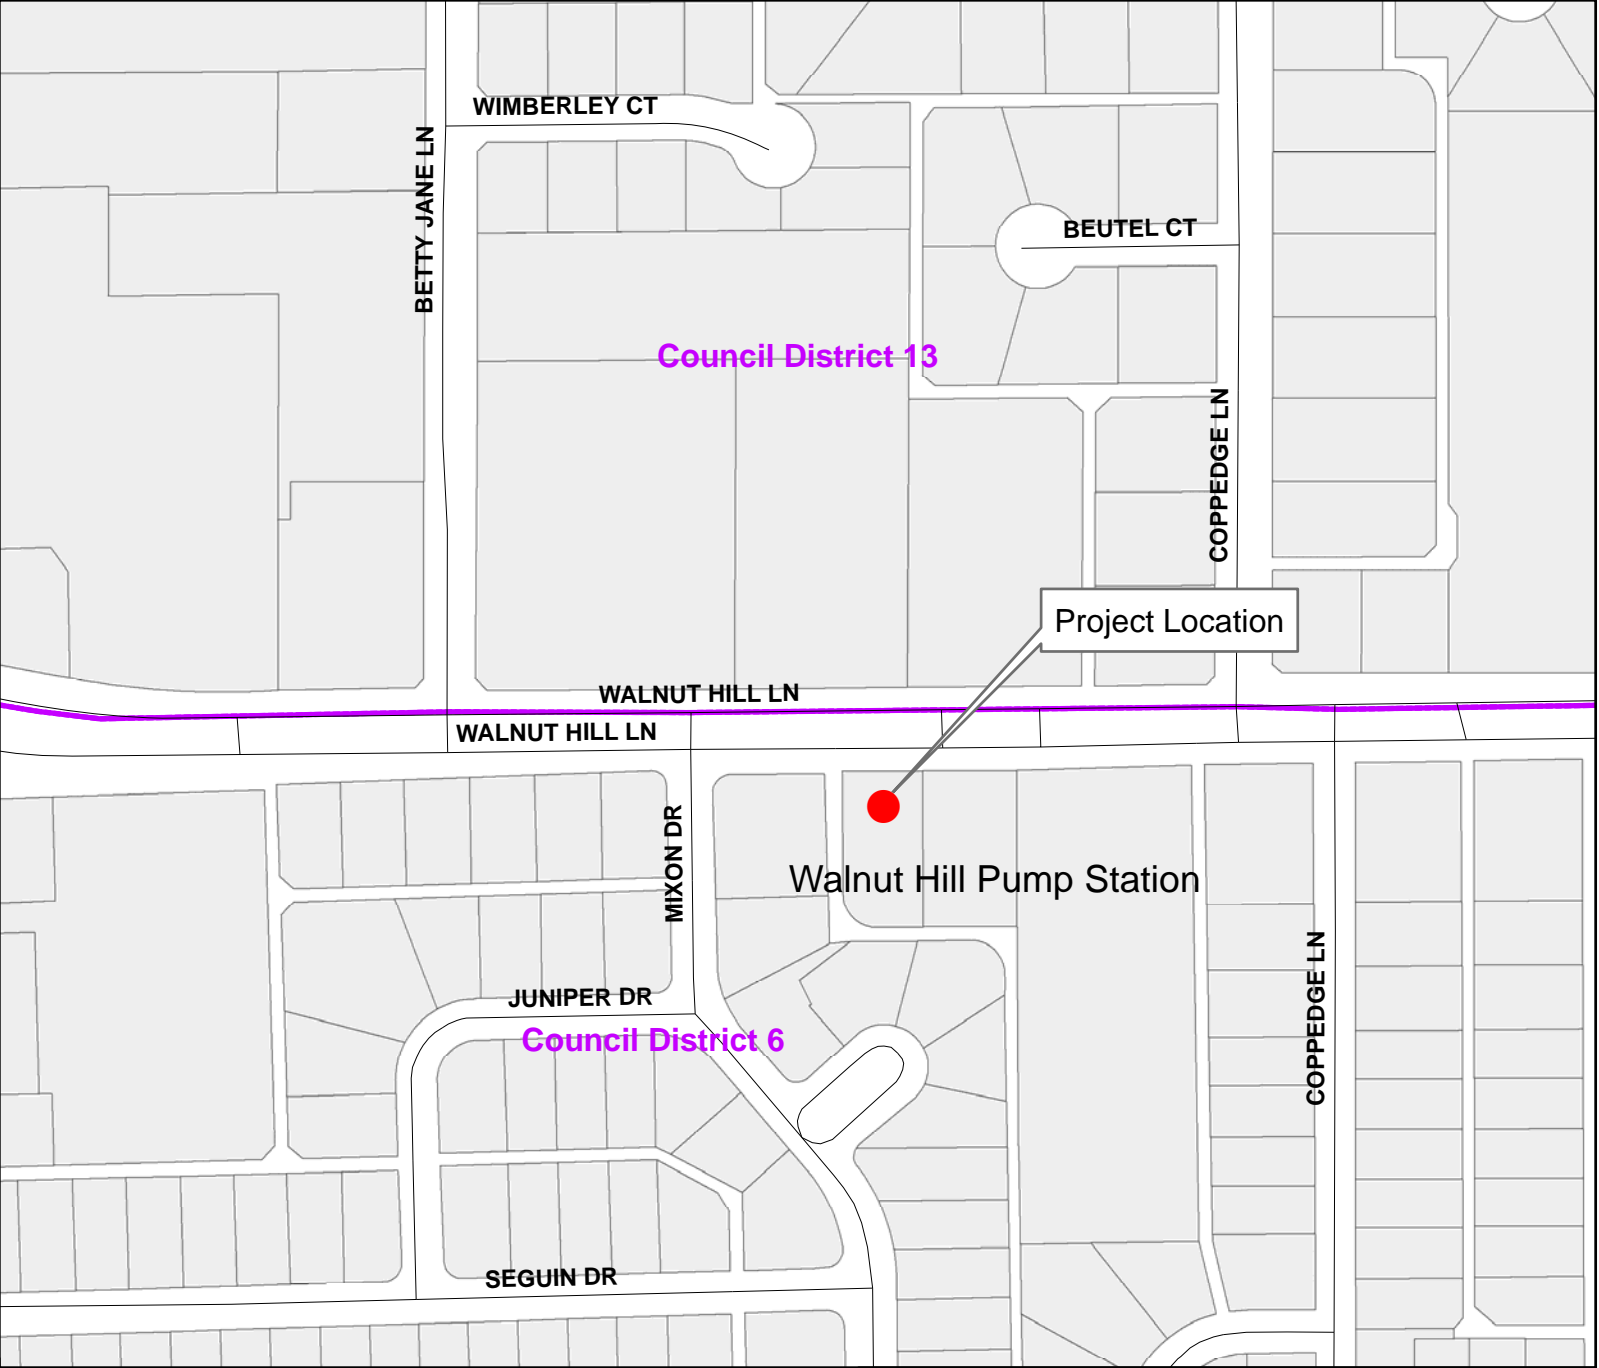 WIMBERLEY CT
BETTY JANE LN
BEUTEL CT
Council District 13
COPPEDGE LN
Project Location
WALNUT HILL LN
WALNUT HILL LN
MIXON DR
Walnut Hill Pump Station
JUNIPER DR
Council District 6
COPPEDGE LN
SEGUIN DR